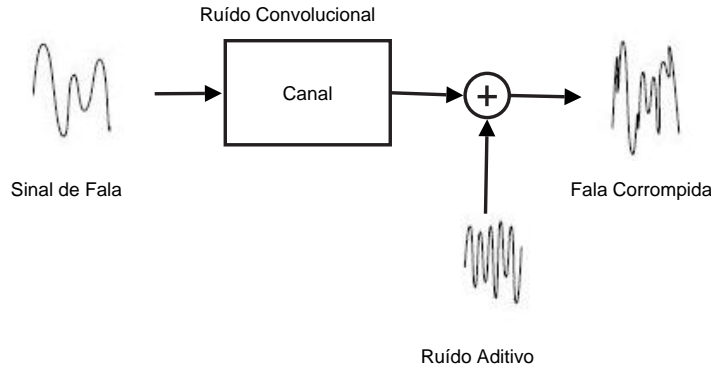 Ruído Convolucional
Canal
+
Sinal de Fala
Fala Corrompida
Ruído Aditivo